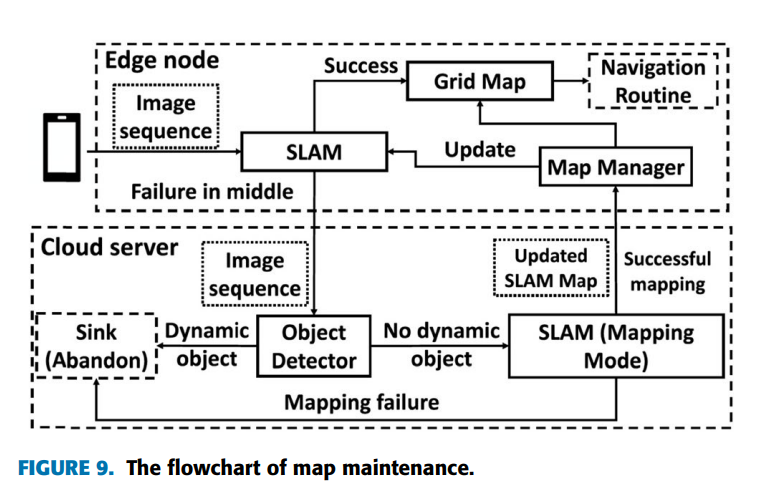 Edge node
Image
sequence
Success
Grid Map
Navigation
Routine
SLAM
Update
Map Manager
Failure in middle
Cloud server
Image
sequence
Updated
SLAM Map
Successful
mapping
Sink
(Abandon)
Dynamic
object
Object
Detector
No dynamic
object
SLAM (Mapping
Mode)
Mapping failure
FIGURE 9. The flowchart of map maintenance.